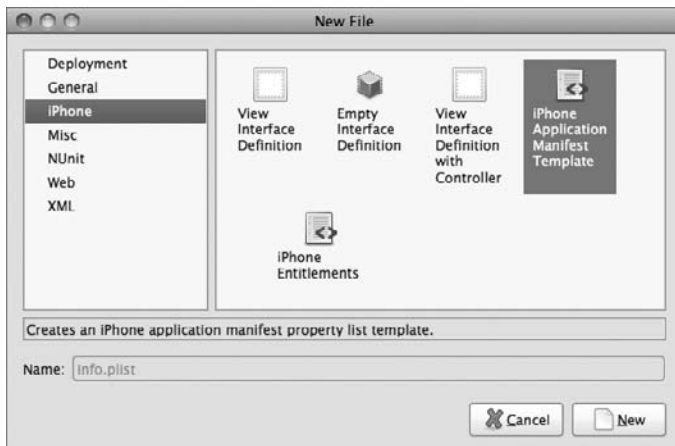 New File
Deployment
General
iPhone
Misc
NUnit
Web
XML
View
Interface
Definition
Empty
Interface
Definition
View
Interface
Definition
with
Controller
iPhone
Application
Manifest
Template
iPhone
Entitlements
Creates an iPhone application manifest property list template.
Name: info.plist
Cancel
New